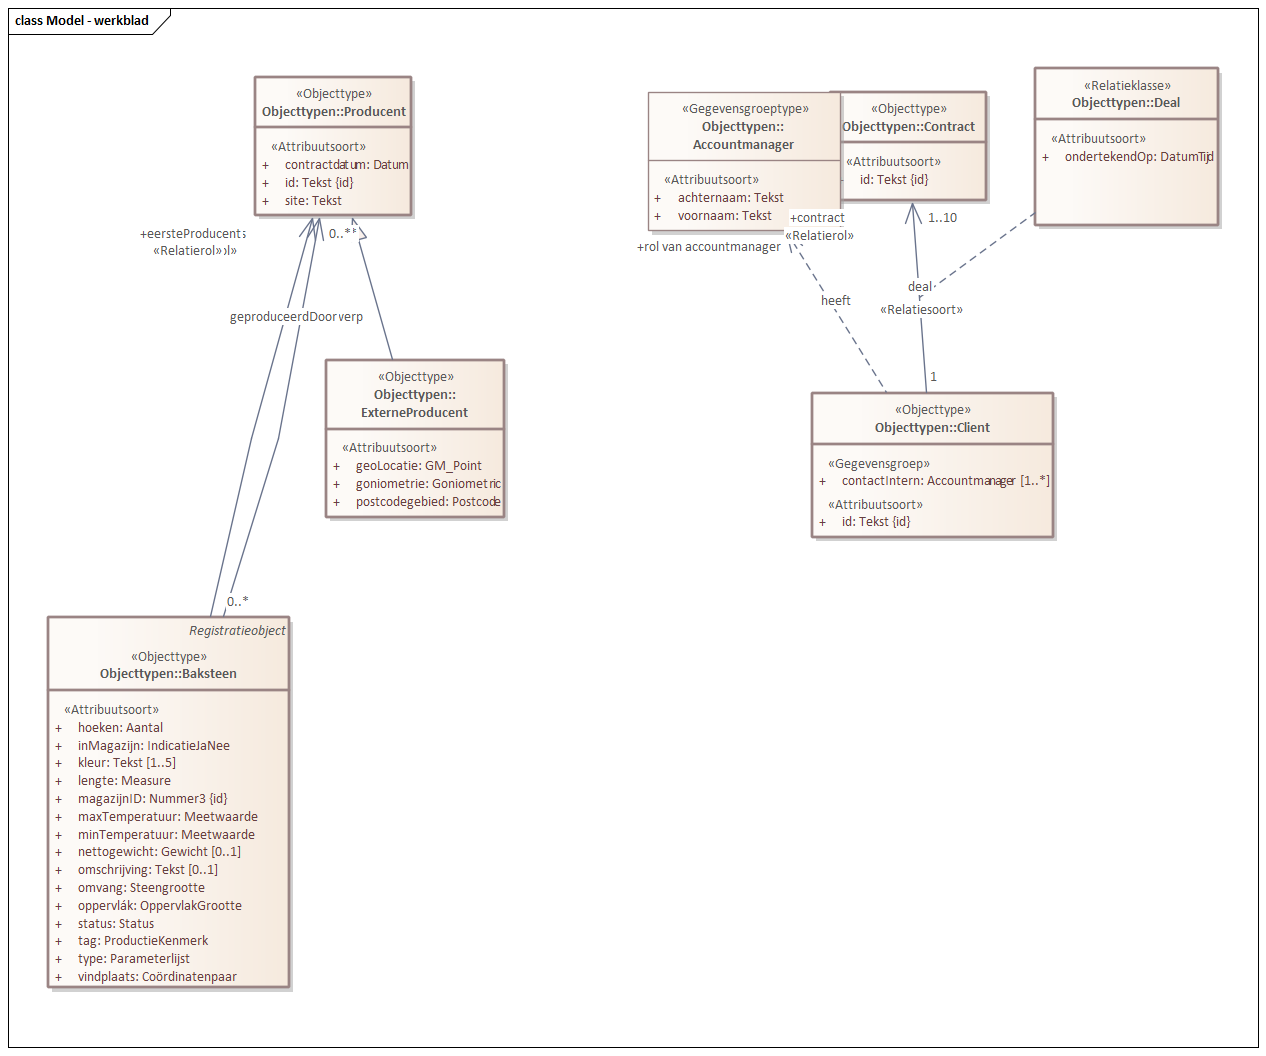 class Model - werkblad
«Objecttype»
Objecttypen::Producent
«Attribuutsoort»
+ contractdatum: Datum
+ id: Tekst {id}
+ site: Tekst
+eersteProducent
«Relatierol»
0..*
geproduceerdDoor
«Objecttype»
Objecttypen::
ExterneProducent
«Attribuutsoort»
+ geoLocatie: GM_Point
+ goniometrie: Goniometric
+ postcodegebied: Postcode
0..*
Registratieobject
«Objecttype»
Objecttypen::Baksteen
«Attribuutsoort»
+ hoeken: Aantal
+ inMagazijn: IndicatieJaNee
+ kleur: Tekst [1..5]
+ lengte: Measure
+ magazijnID: Nummer3 {id}
+ maxTemperatuur: Meetwaarde
+ minTemperatuur: Meetwaarde
+ nettogewicht: Gewicht [0..1]
+ omschrijving: Tekst [0..1]
+ omvang: Steengrootte
+ oppervlák: OppervlakGrootte
+ status: Status
+ tag: ProductieKenmerk
+ type: Parameterlijst
+ vindplaats: Coördinatenpaar
«Gegevensgroeptype»
Objecttypen::
Accountmanager
«Attribuutsoort»
+ achternaam: Tekst
+ voornaam: Tekst
«Objecttype»
Objecttypen::Contract
«Attribuutsoort»
id: Tekst {id}
«Relatieklasse»
Objecttypen::Deal
«Attribuutsoort»
+ ondertekendOp: DatumTijd
+contract
«Relatierol»
1..10
+rol van accountmanager
heeft
deal
«Relatiesoort»
1
«Objecttype»
Objecttypen::Client
«Gegevensgroep»
+ contactIntern: Accountmanager [1..*]
«Attribuutsoort»
+ id: Tekst {id}